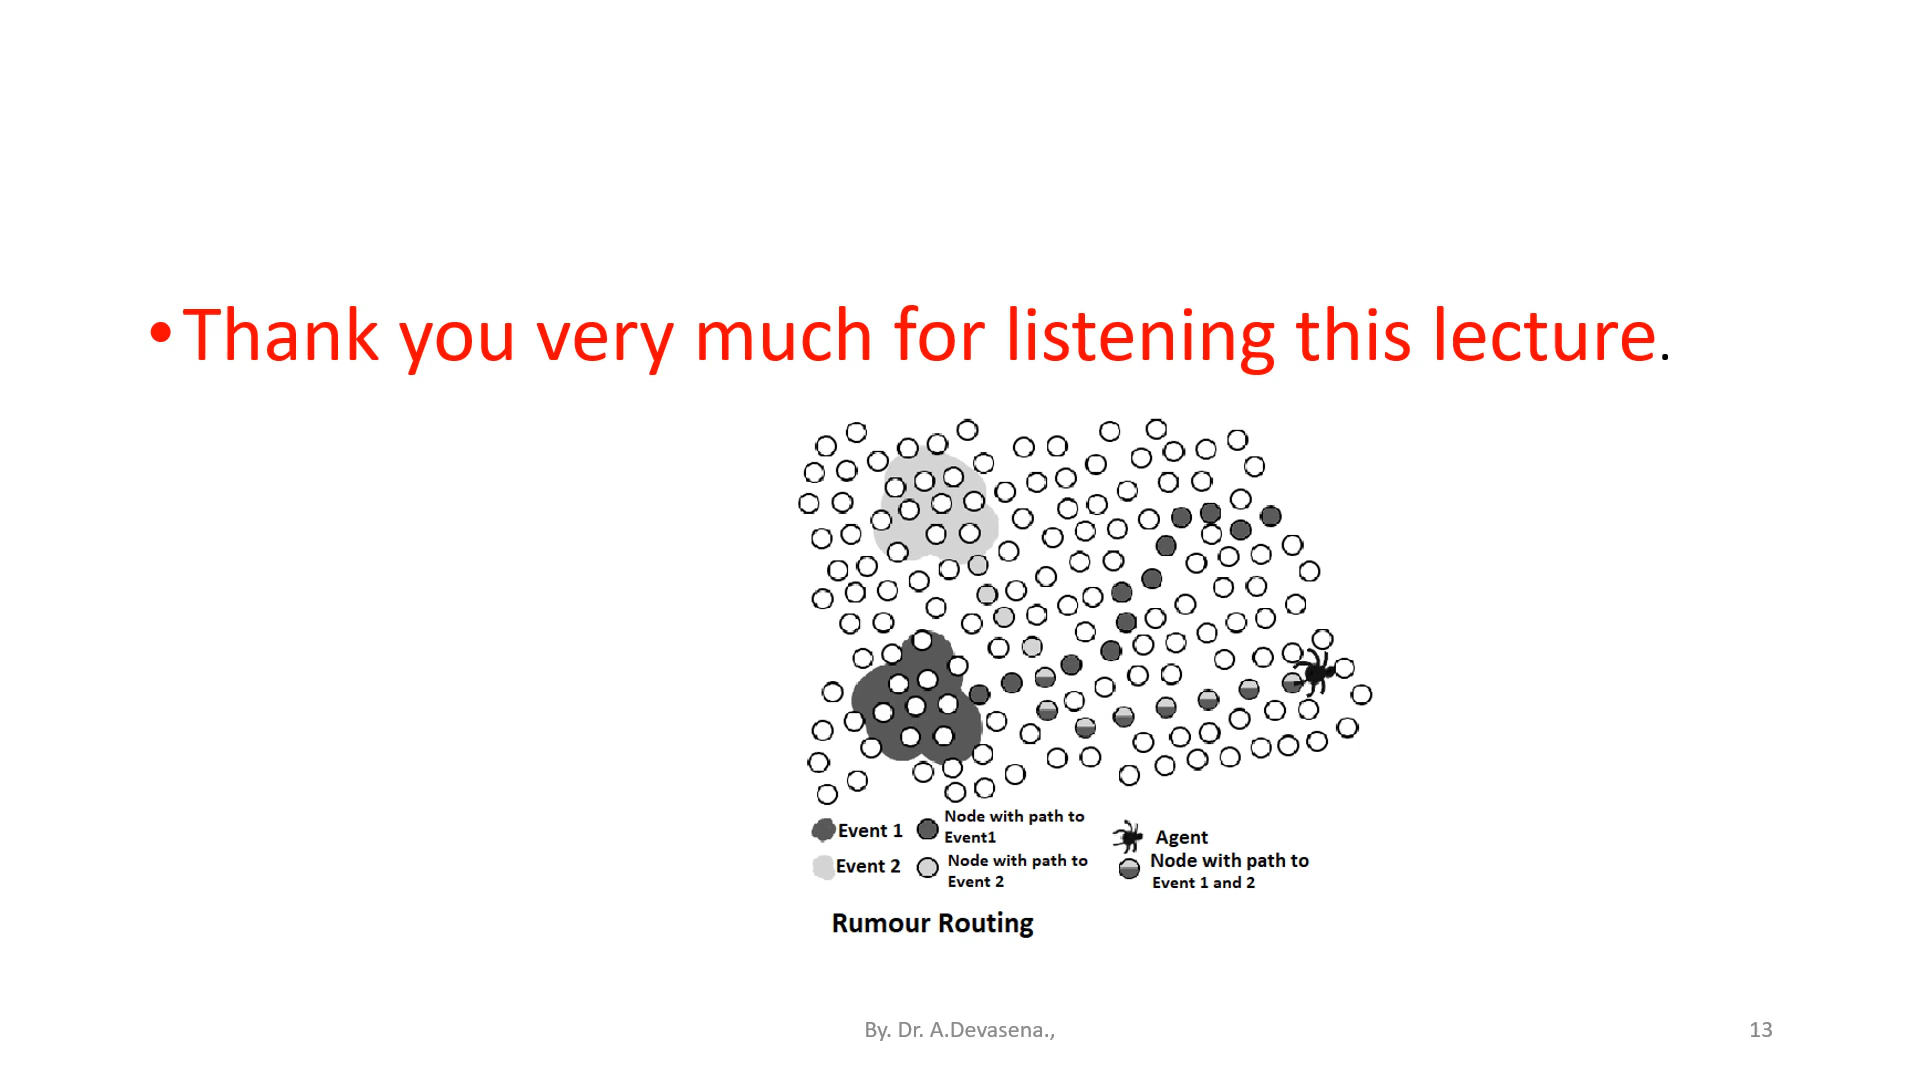 •Thank you very much for listening this lecture.
Event 1
Node with path to
Event1
Event 2
Node with path to
Event 2
Agent
Node with path to
Event 1 and 2
Rumour Routing
By. Dr. A.Devasena.,
13